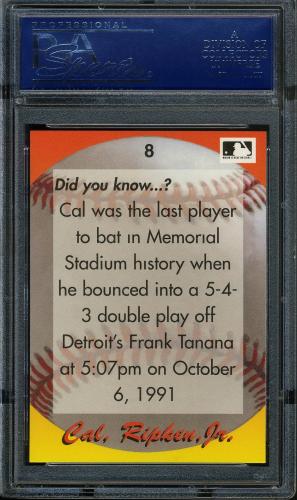 PROFESSIONAL
8
Did you know...?
Cal was the last player
to bat in Memorial
Stadium history when
he bounced into a 5-4-
3 double play off
Detroit's Frank Tanana
at 5:07pm on October
6, 1991
Cal Ripken, Jr.